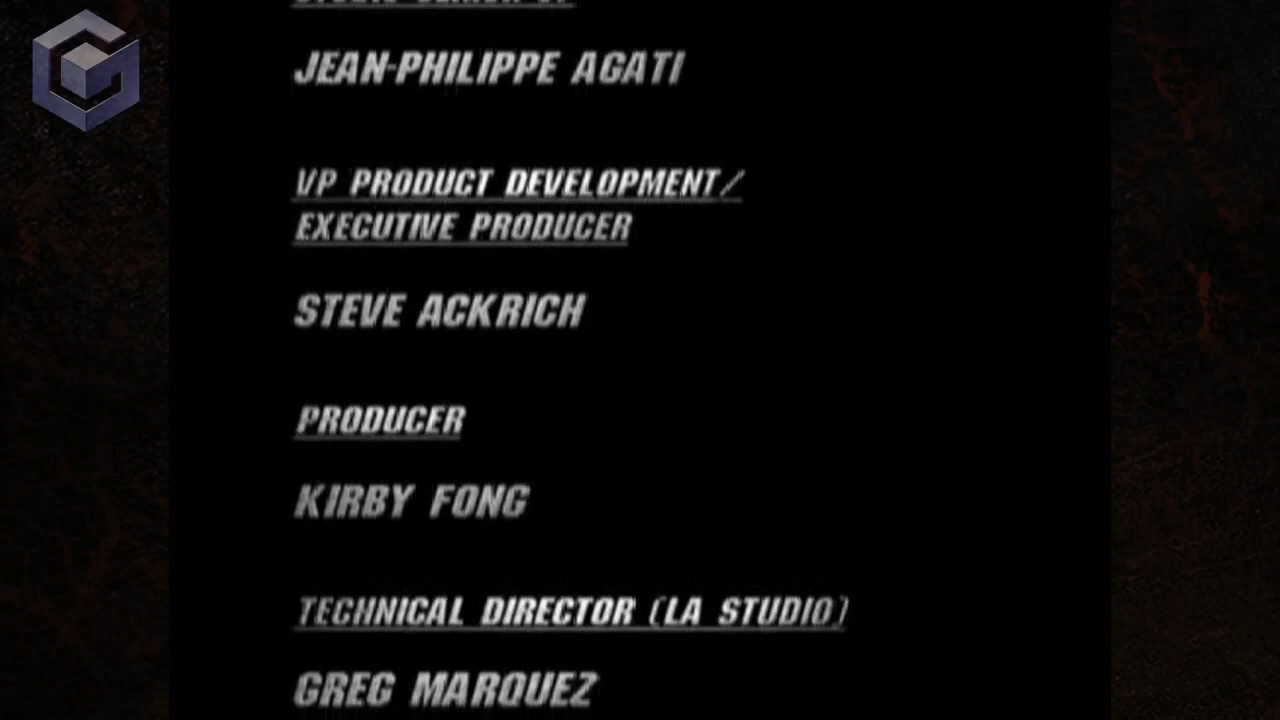 JEAN-PHILIPPE AGATI
VP PRODUCT DEVELOPMENT/
EXECUTIVE PRODUCER
STEVE ACKRICH
PRODUCER
KIRBY FONG
TECHNICAL DIRECTOR (LA STUDIO)
GREG MARQUEZ